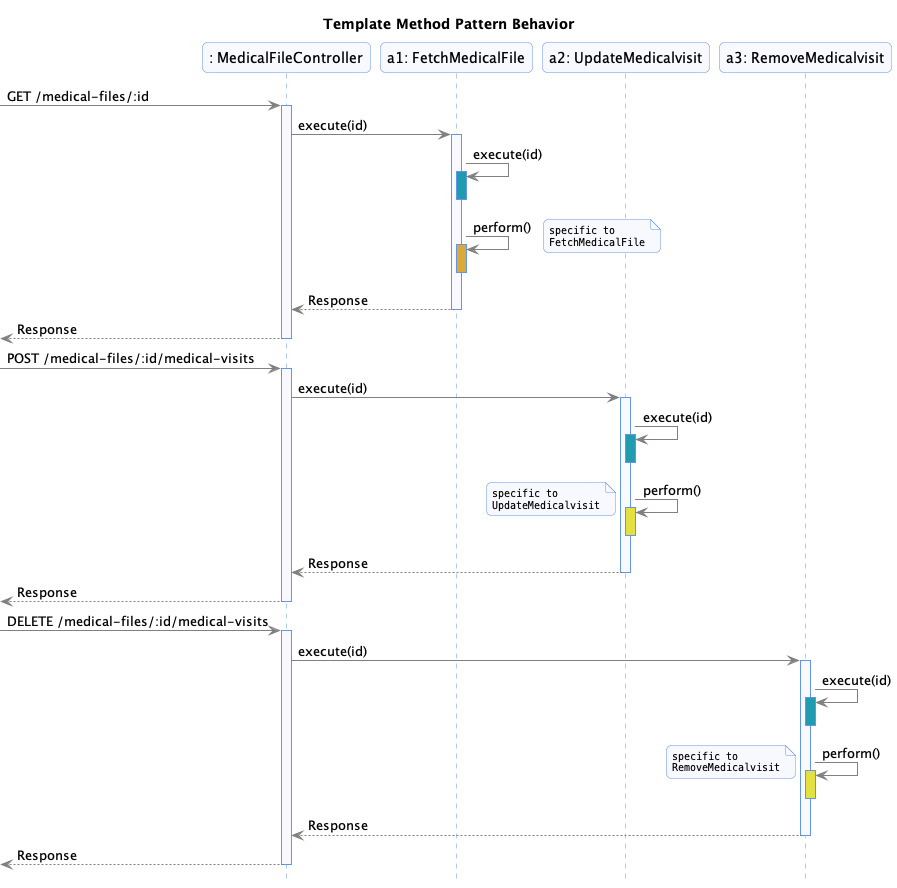 Template Method Pattern Behavior
: MedicalFileController
a1: FetchMedicalFile
a2: UpdateMedicalvisit
a3: RemoveMedicalvisit
GET /medical-files/:id
execute(id)
execute(id)
perform()
specific to
FetchMedicalFile
Response
Response
POST /medical-files/:id/medical-visits
execute(id)
execute(id)
specific to
UpdateMedicalvisit
perform()
Response
Response
DELETE /medical-files/:id/medical-visits
execute(id)
execute(id)
specific to
RemoveMedicalvisit
perform()
Response
Response